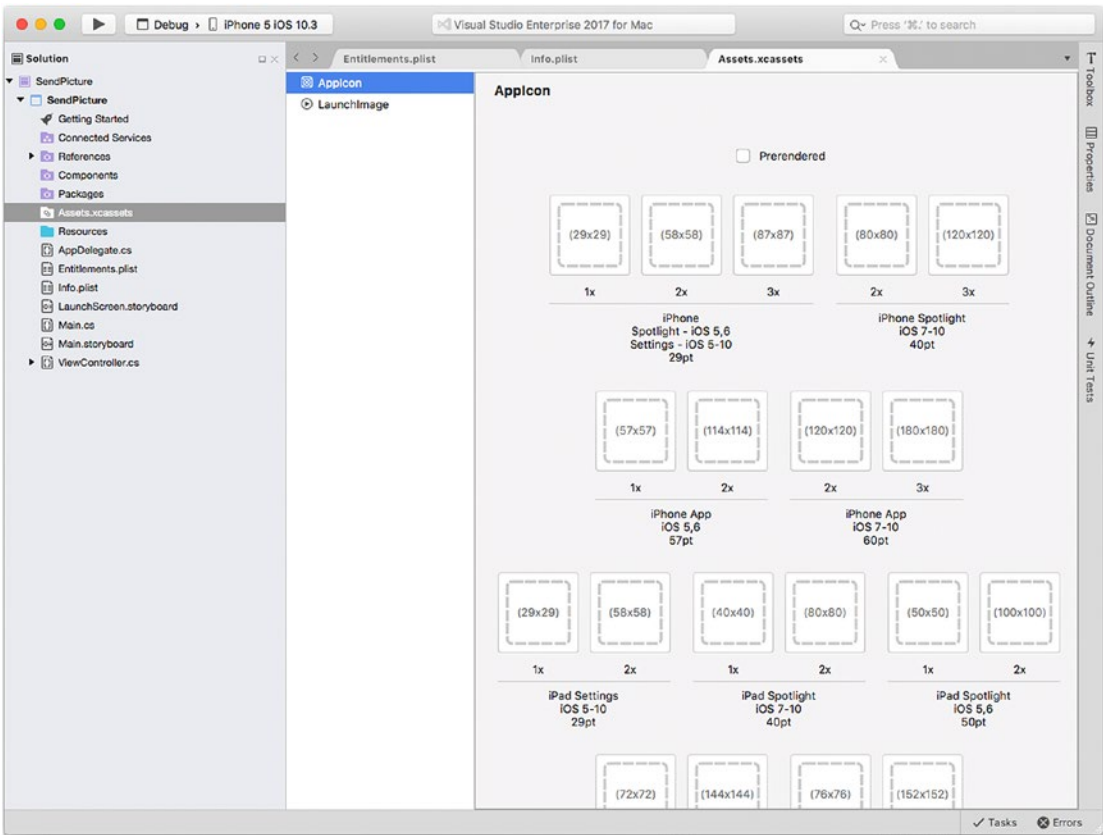 Debug › iPhone 5 iOS 10.3
Visual Studio Enterprise 2017 for Mac
Press '⌘.' to search
Solution
SendPicture
SendPicture
Getting Started
Connected Services
References
Components
Packages
Assets.xcassets
Resources
AppDelegate.cs
Entitlements.plist
Info.plist
LaunchScreen.storyboard
Main.cs
Main.storyboard
ViewController.cs
Entitlements.plist
Info.plist
Assets.xcassets
AppIcon
LaunchImage
AppIcon
Prerendered
(29x29) (58x58) (87x87) (80x80) (120x120)
1x 2x 3x 2x 3x
iPhone
Spotlight - iOS 5,6
Settings - iOS 5-10
29pt
iPhone Spotlight
iOS 7-10
40pt
(57x57) (114x114) (120x120) (180x180)
1x 2x 2x 3x
iPhone App
iOS 5,6
57pt
iPhone App
iOS 7-10
60pt
(29x29) (58x58) (40x40) (80x80) (50x50) (100x100)
1x 2x 1x 2x 1x 2x
iPad Settings
iOS 5-10
29pt
iPad Spotlight
iOS 7-10
40pt
iPad Spotlight
iOS 5,6
50pt
(72x72) (144x144) (76x76) (152x152)
Toolbox
Properties
Document Outline
Unit Tests
Tasks
Errors